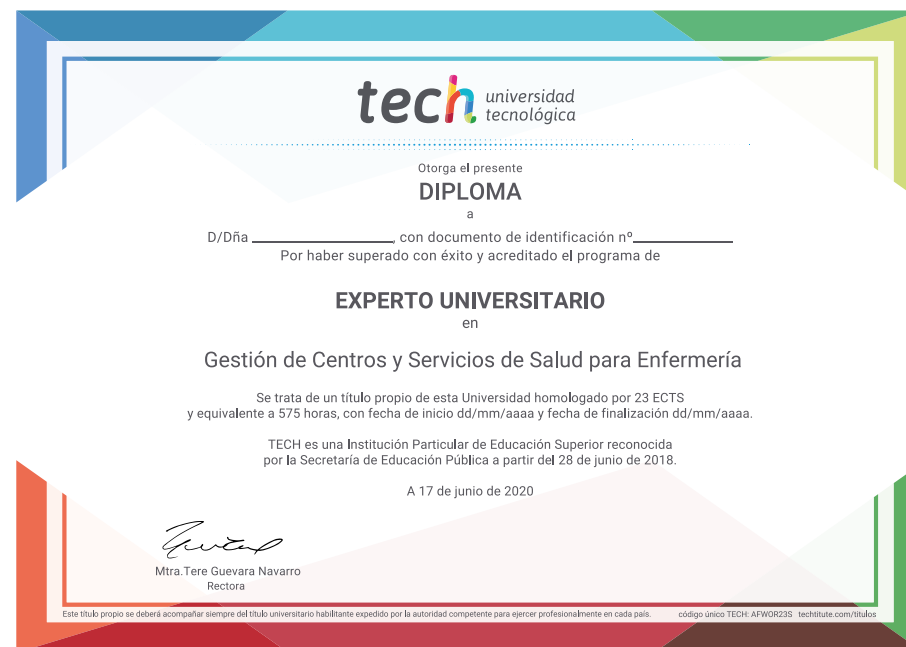 tech universidad
tecnológica
Otorga el presente
DIPLOMA
a
D/Dña ____________________, con documento de identificación nº______________
Por haber superado con éxito y acreditado el programa de
EXPERTO UNIVERSITARIO
en
Gestión de Centros y Servicios de Salud para Enfermería
Se trata de un título propio de esta Universidad homologado por 23 ECTS
y equivalente a 575 horas, con fecha de inicio dd/mm/aaaa y fecha de finalización dd/mm/aaaa.
TECH es una Institución Particular de Educación Superior reconocida
por la Secretaría de Educación Pública a partir del 28 de junio de 2018.
A 17 de junio de 2020
Mtra.Tere Guevara Navarro
Rectora
Este título propio se deberá acompañar siempre del título universitario habilitante expedido por la autoridad competente para ejercer profesionalmente en cada país. código único TECH: AFWOR23S techtitute.com/titulos